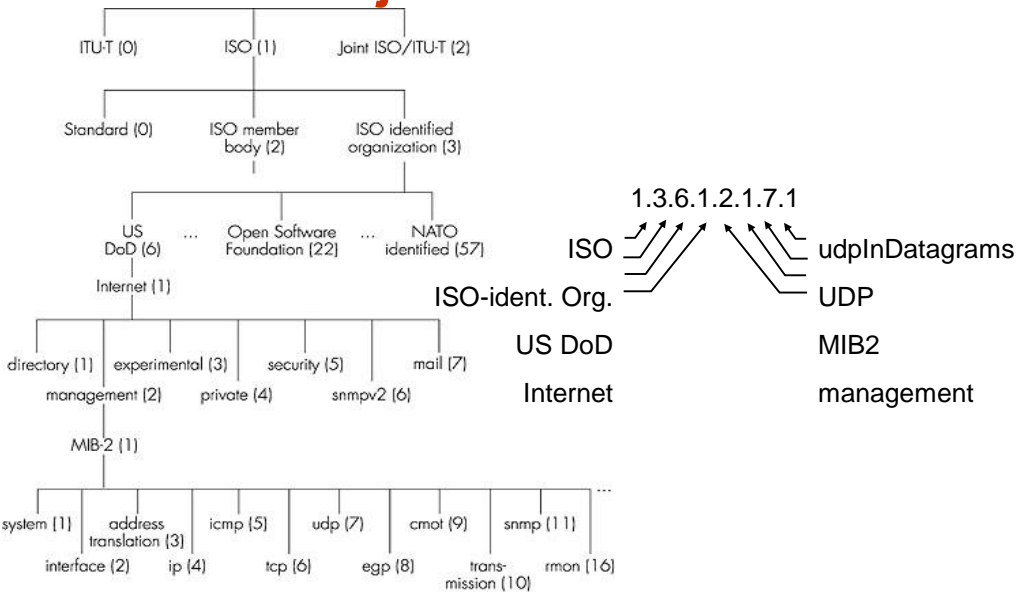 ITU-T (0) ISO (1) Joint ISO/ITU-T (2)
Standard (0) ISO member ISO identified
body (2) organization (3)
US ... Open Software ... NATO
DoD (6) Foundation (22) identified (57)
Internet (1)
directory (1) experimental (3) security (5) mail (7)
management (2) private (4) snmpv2 (6)
MIB-2 (1)
...
system (1) address icmp (5) udp (7) cmot (9) snmp (11)
translation (3)
interface (2) ip (4) tcp (6) egp (8) trans- rmon (16)
mission (10)
1.3.6.1.2.1.7.1
ISO udpInDatagrams
ISO-ident. Org. UDP
US DoD MIB2
Internet management